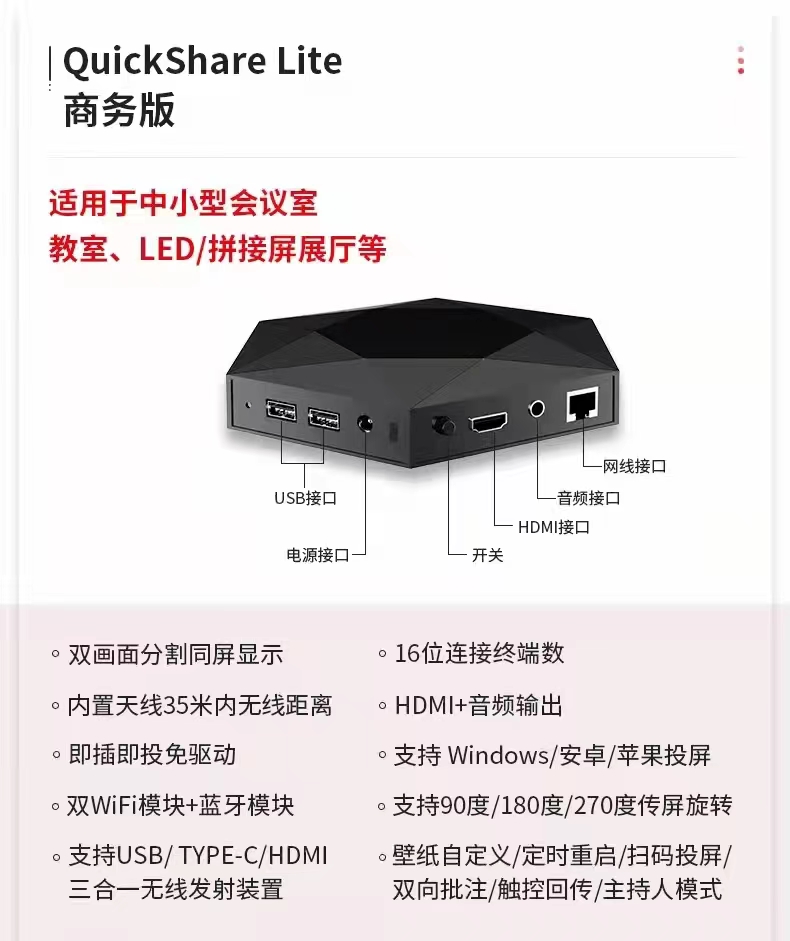 QuickShare Lite
商务版
适用于中小型会议室
教室、LED/拼接屏展厅等
网线接口
USB接口
音频接口
HDMI接口
电源接口
开关
双画面分割同屏显示
16位连接终端数
内置天线35米内无线距离
HDMI+音频输出
即插即投免驱动
支持 Windows/安卓/苹果投屏
双WiFi模块+蓝牙模块
支持90度/180度/270度传屏旋转
支持USB/ TYPE-C/HDMI
三合一无线发射装置
壁纸自定义/定时重启/扫码投屏/
双向批注/触控回传/主持人模式